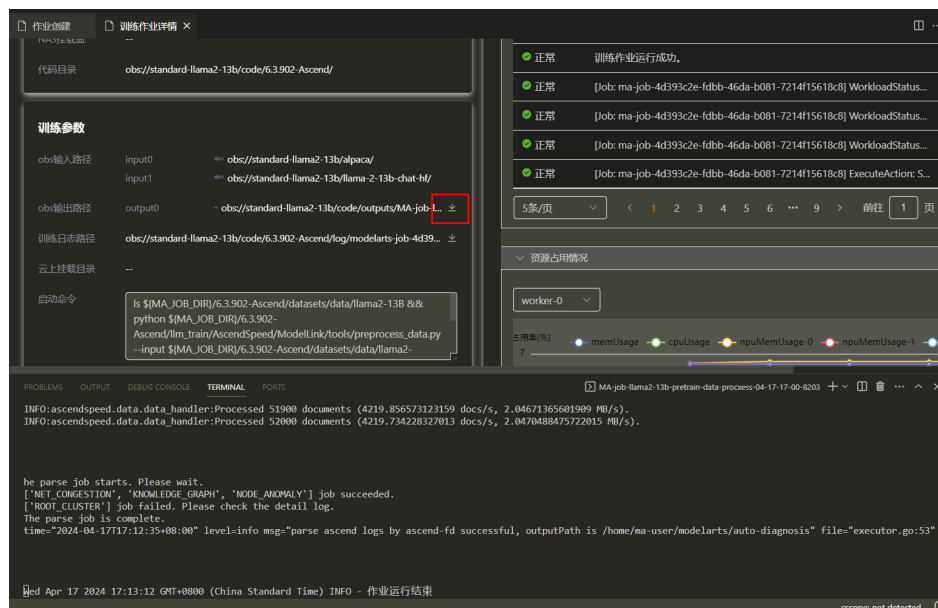 作业创建
训练作业详情
--
代码目录
obs://standard-llama2-13b/code/6.3.902-Ascend/
训练参数
obs输入路径
input0
obs://standard-llama2-13b/alpaca/
input1
obs://standard-llama2-13b/llama-2-13b-chat-hf/
obs输出路径
output0
obs://standard-llama2-13b/code/outputs/MA-job-l...
训练日志路径
obs://standard-llama2-13b/code/6.3.902-Ascend/log/modelarts-job-4d39...
云上挂载目录
--
启动命令
ls ${MA_JOB_DIR}/6.3.902-Ascend/datasets/data/llama2-13B &&
python ${MA_JOB_DIR}/6.3.902-
Ascend/llm_train/AscendSpeed/ModelLink/tools/preprocess_data.py
--input ${MA_JOB_DIR}/6.3.902-Ascend/datasets/data/llama2-
正常 训练作业运行成功。
正常 [Job: ma-job-4d393c2e-fdbb-46da-b081-7214f15618c8] WorkloadStatus...
正常 [Job: ma-job-4d393c2e-fdbb-46da-b081-7214f15618c8] WorkloadStatus...
正常 [Job: ma-job-4d393c2e-fdbb-46da-b081-7214f15618c8] WorkloadStatus...
正常 [Job: ma-job-4d393c2e-fdbb-46da-b081-7214f15618c8] ExecuteAction: S...
5条/页 1 2 3 4 5 6 ... 9 前往 1 页
资源占用情况
worker-0
占用率(%) memUsage cpuUsage npuMemUsage-0 npuMemUsage-1
7
PROBLEMS OUTPUT DEBUG CONSOLE TERMINAL PORTS
MA-job-llama2-13b-pretrain-data-process-04-17-17-00-8203
INFO:ascendspeed.data.data_handler:Processed 51900 documents (4219.856573123159 docs/s, 2.04671365601909 MB/s).
INFO:ascendspeed.data.data_handler:Processed 52000 documents (4219.734228327013 docs/s, 2.0470488475722015 MB/s).
he parse job starts. Please wait.
['NET_CONGESTION', 'KNOWLEDGE_GRAPH', 'NODE_ANOMALY'] job succeeded.
['ROOT_CLUSTER'] job failed. Please check the detail log.
The parse job is complete.
time="2024-04-17T17:12:35+08:00" level=info msg="parse ascend logs by ascend-fd successful, outputPath is /home/ma-user/modelarts/auto-diagnosis" file="executor.go:53"
Wed Apr 17 2024 17:13:12 GMT+0800 (China Standard Time) INFO - 作业运行结束